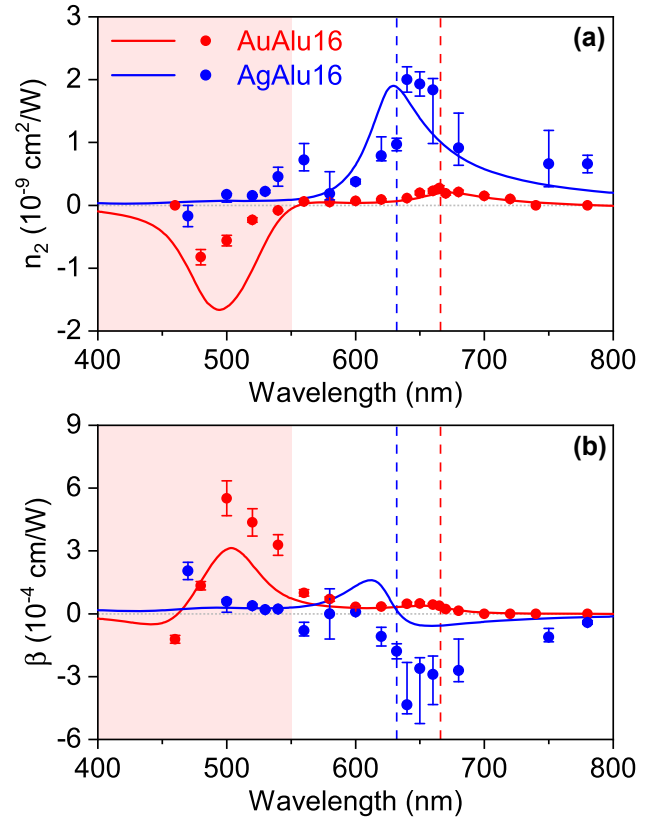 3
(a)
AuAlu16
2
AgAlu16
1
0
-1
-2
n₂ (10⁻⁹ cm²/W)
400 500 600 700 800
Wavelength (nm)
9
(b)
6
3
0
-3
-6
β (10⁻⁴ cm/W)
400 500 600 700 800
Wavelength (nm)